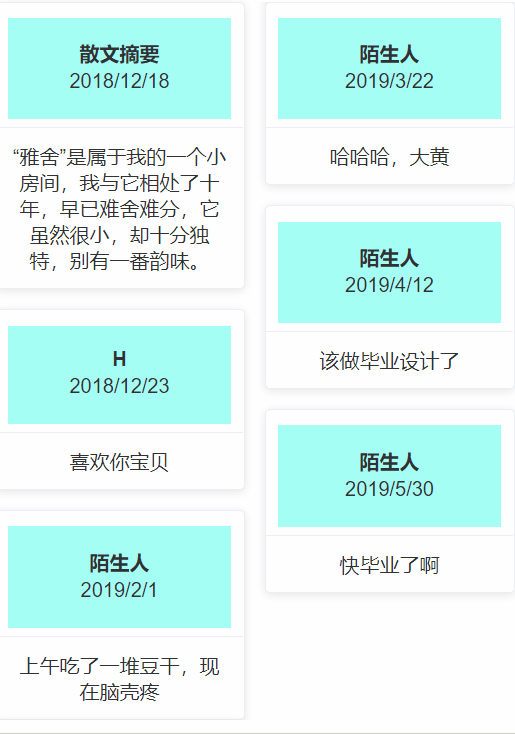 散文摘要
2018/12/18
“雅舍”是属于我的一个小
房间，我与它相处了十
年，早已难舍难分，它
虽然很小，却十分独
特，别有一番韵味。
H
2018/12/23
喜欢你宝贝
陌生人
2019/2/1
上午吃了一堆豆干，现
在脑壳疼
陌生人
2019/3/22
哈哈哈，大黄
陌生人
2019/4/12
该做毕业设计了
陌生人
2019/5/30
快毕业了啊